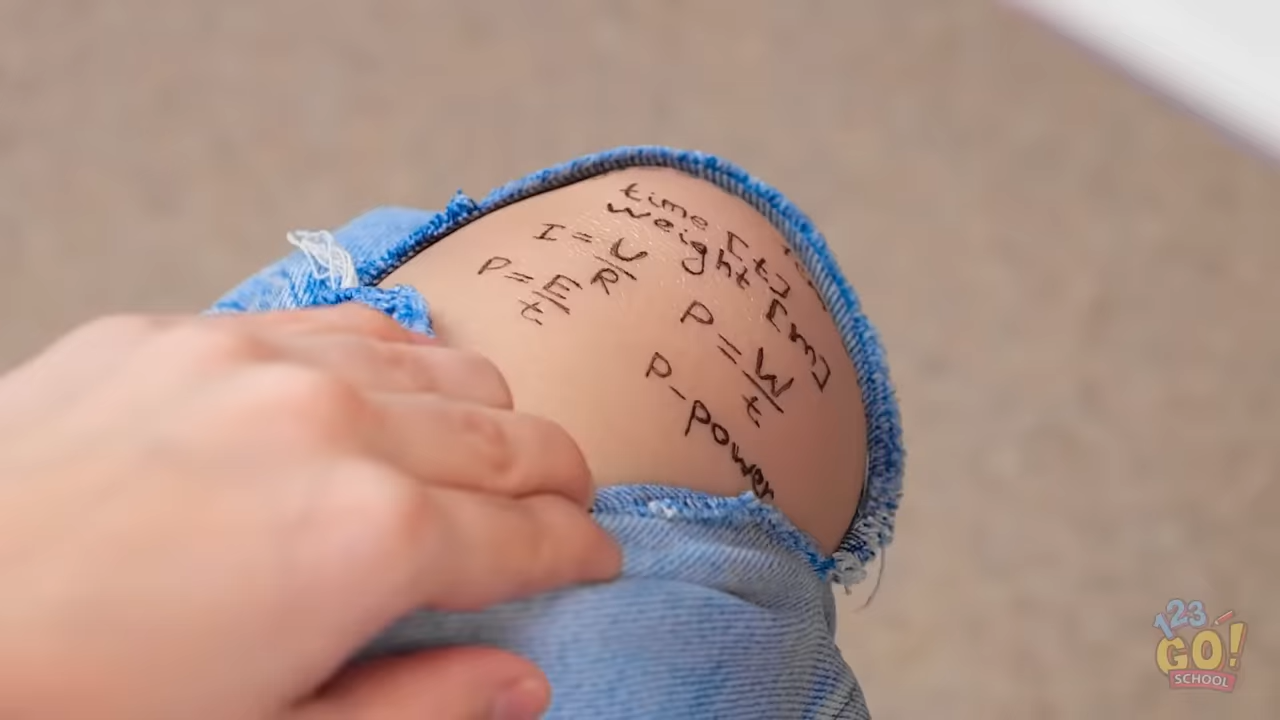 time [t]
weight [m]
I = U/R
P = E/t
P = W/t
P - power
123
GO!
SCHOOL